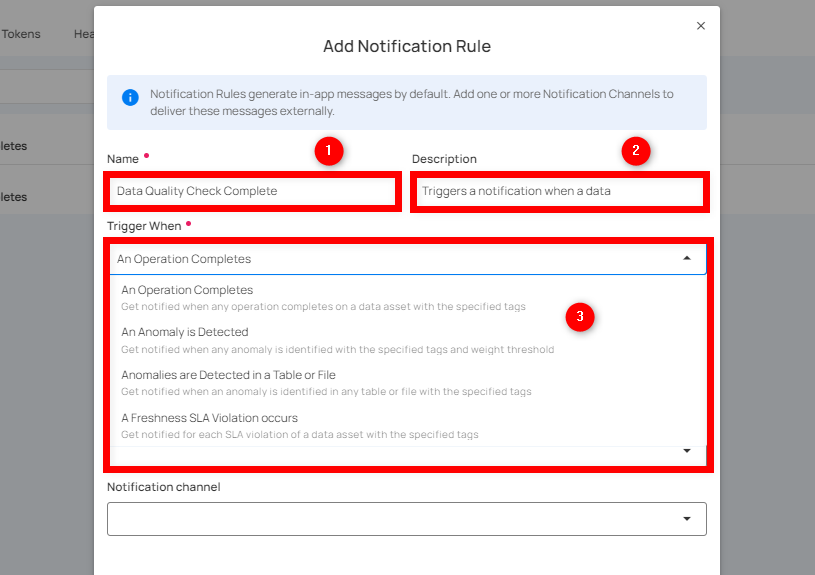 Tokens
Hea
×
Add Notification Rule
Notification Rules generate in-app messages by default. Add one or more Notification Channels to
deliver these messages externally.
letes
1
2
Name
Description
Data Quality Check Complete
Triggers a notification when a data
letes
Trigger When
An Operation Completes
An Operation Completes
Get notified when any operation completes on a data asset with the specified tags
3
An Anomaly is Detected
Get notified when any anomaly is identified with the specified tags and weight threshold
Anomalies are Detected in a Table or File
Get notified when an anomaly is identified in any table or file with the specified tags
A Freshness SLA Violation occurs
Get notified for each SLA violation of a data asset with the specified tags
Notification channel